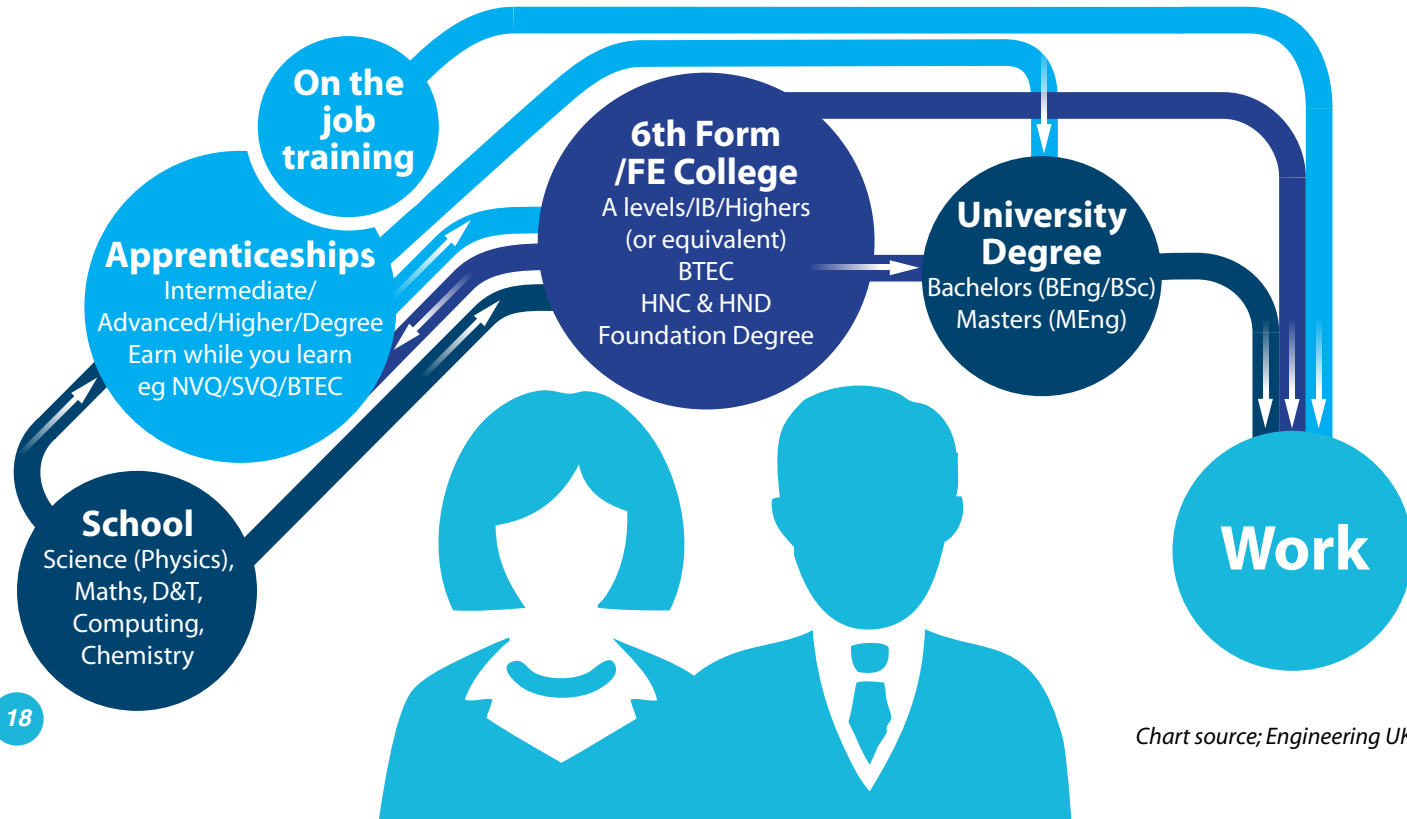 On the
job
training
Apprenticeships
Intermediate/
Advanced/Higher/Degree
Earn while you learn
eg NVQ/SVQ/BTEC
School
Science (Physics),
Maths, D&T,
Computing,
Chemistry
6th Form
/FE College
A levels/IB/Highers
(or equivalent)
BTEC
HNC & HND
Foundation Degree
University
Degree
Bachelors (BEng/BSc)
Masters (MEng)
Work
18
Chart source; Engineering UK